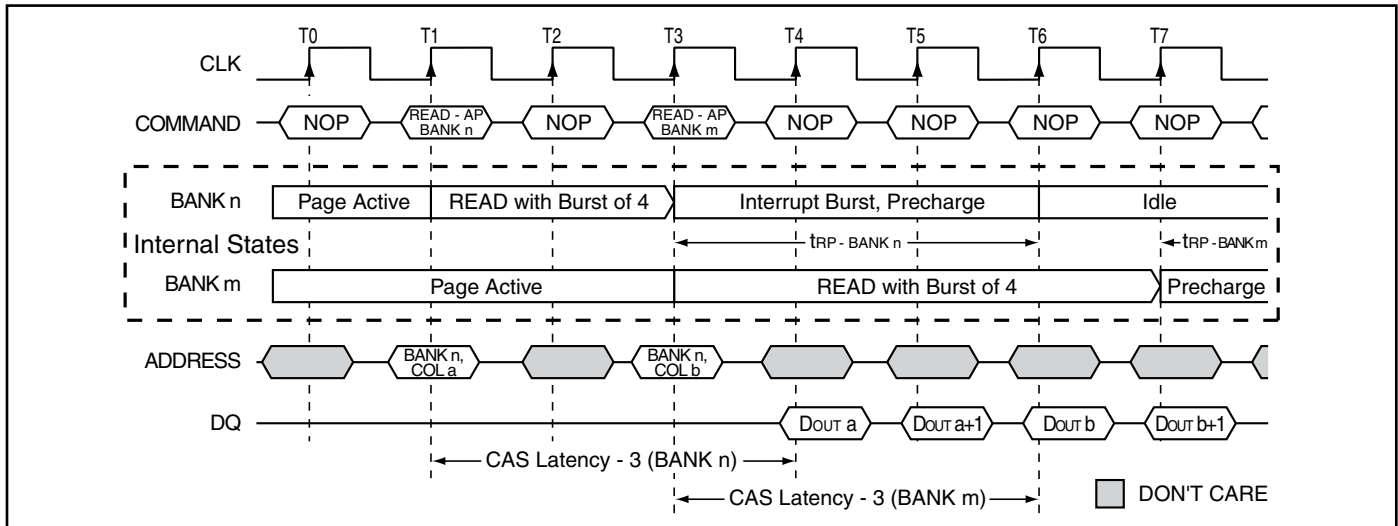 T0 T1 T2 T3 T4 T5 T6 T7
CLK
COMMAND NOP READ - AP BANK n NOP READ - AP BANK m NOP NOP NOP NOP
BANK n Page Active READ with Burst of 4 Interrupt Burst, Precharge Idle
Internal States tRP - BANK n tRP - BANK m
BANK m Page Active READ with Burst of 4 Precharge
ADDRESS BANK n, COL a BANK n, COL b
DQ DOUT a DOUT a+1 DOUT b DOUT b+1
CAS Latency - 3 (BANK n)
CAS Latency - 3 (BANK m) DON'T CARE